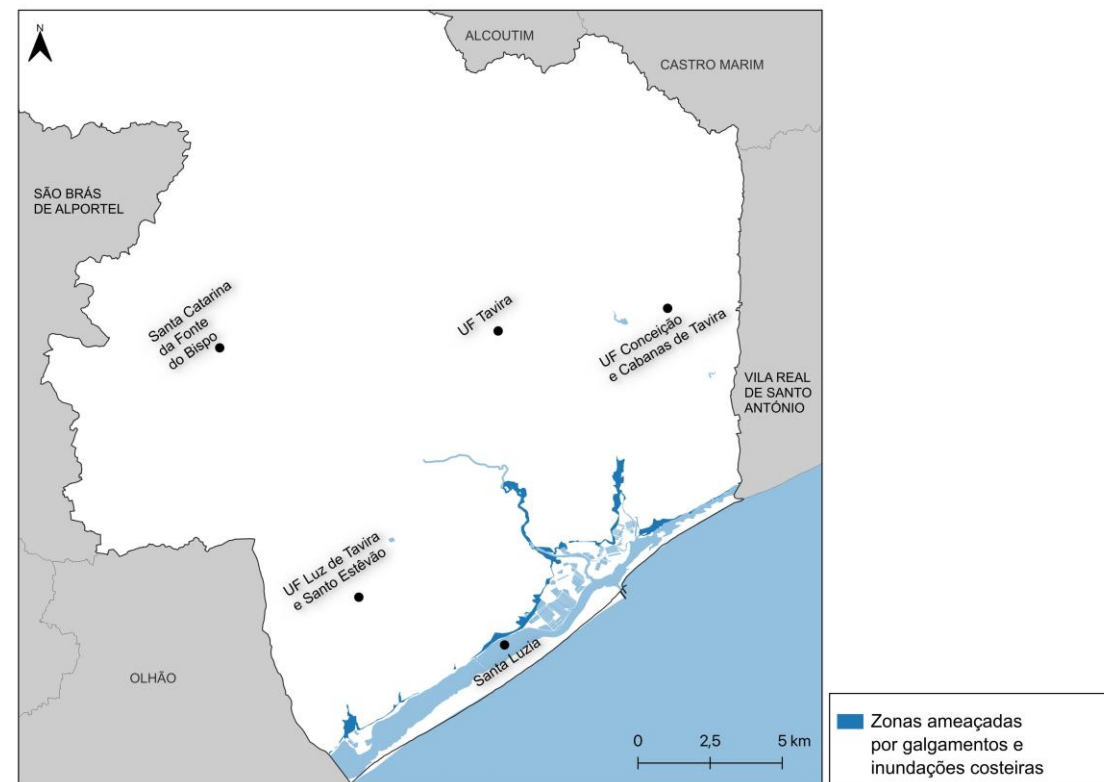 N
ALCOUTIM
CASTRO MARIM
SÃO BRÁS
DE ALPORTEL
Santa Catarina
da Fonte
do Bispo
UF Tavira
UF Conceição
e Cabanas de Tavira
VILA REAL
DE SANTO
ANTÓNIO
UF Luz de Tavira
e Santo Estêvão
Santa Luzia
OLHÃO
0 2,5 5 km
Zonas ameaçadas
por galgamentos e
inundações costeiras